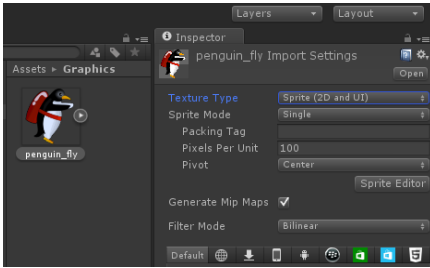 Layers
Layout
Inspector
penguin_fly Import Settings
Open
Assets ▸ Graphics
penguin_fly
Texture Type Sprite (2D and UI)
Sprite Mode Single
Packing Tag
Pixels Per Unit 100
Pivot Center
Sprite Editor
Generate Mip Maps
Filter Mode Bilinear
Default